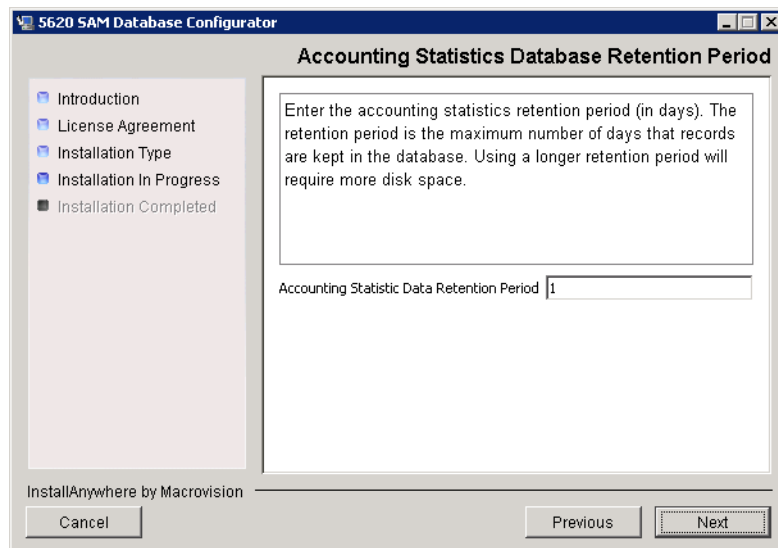 5620 SAM Database Configurator
Accounting Statistics Database Retention Period
Introduction
License Agreement
Installation Type
Installation In Progress
Installation Completed
Enter the accounting statistics retention period (in days). The
retention period is the maximum number of days that records
are kept in the database. Using a longer retention period will
require more disk space.
Accounting Statistic Data Retention Period 1
InstallAnywhere by Macrovision
Cancel
Previous
Next